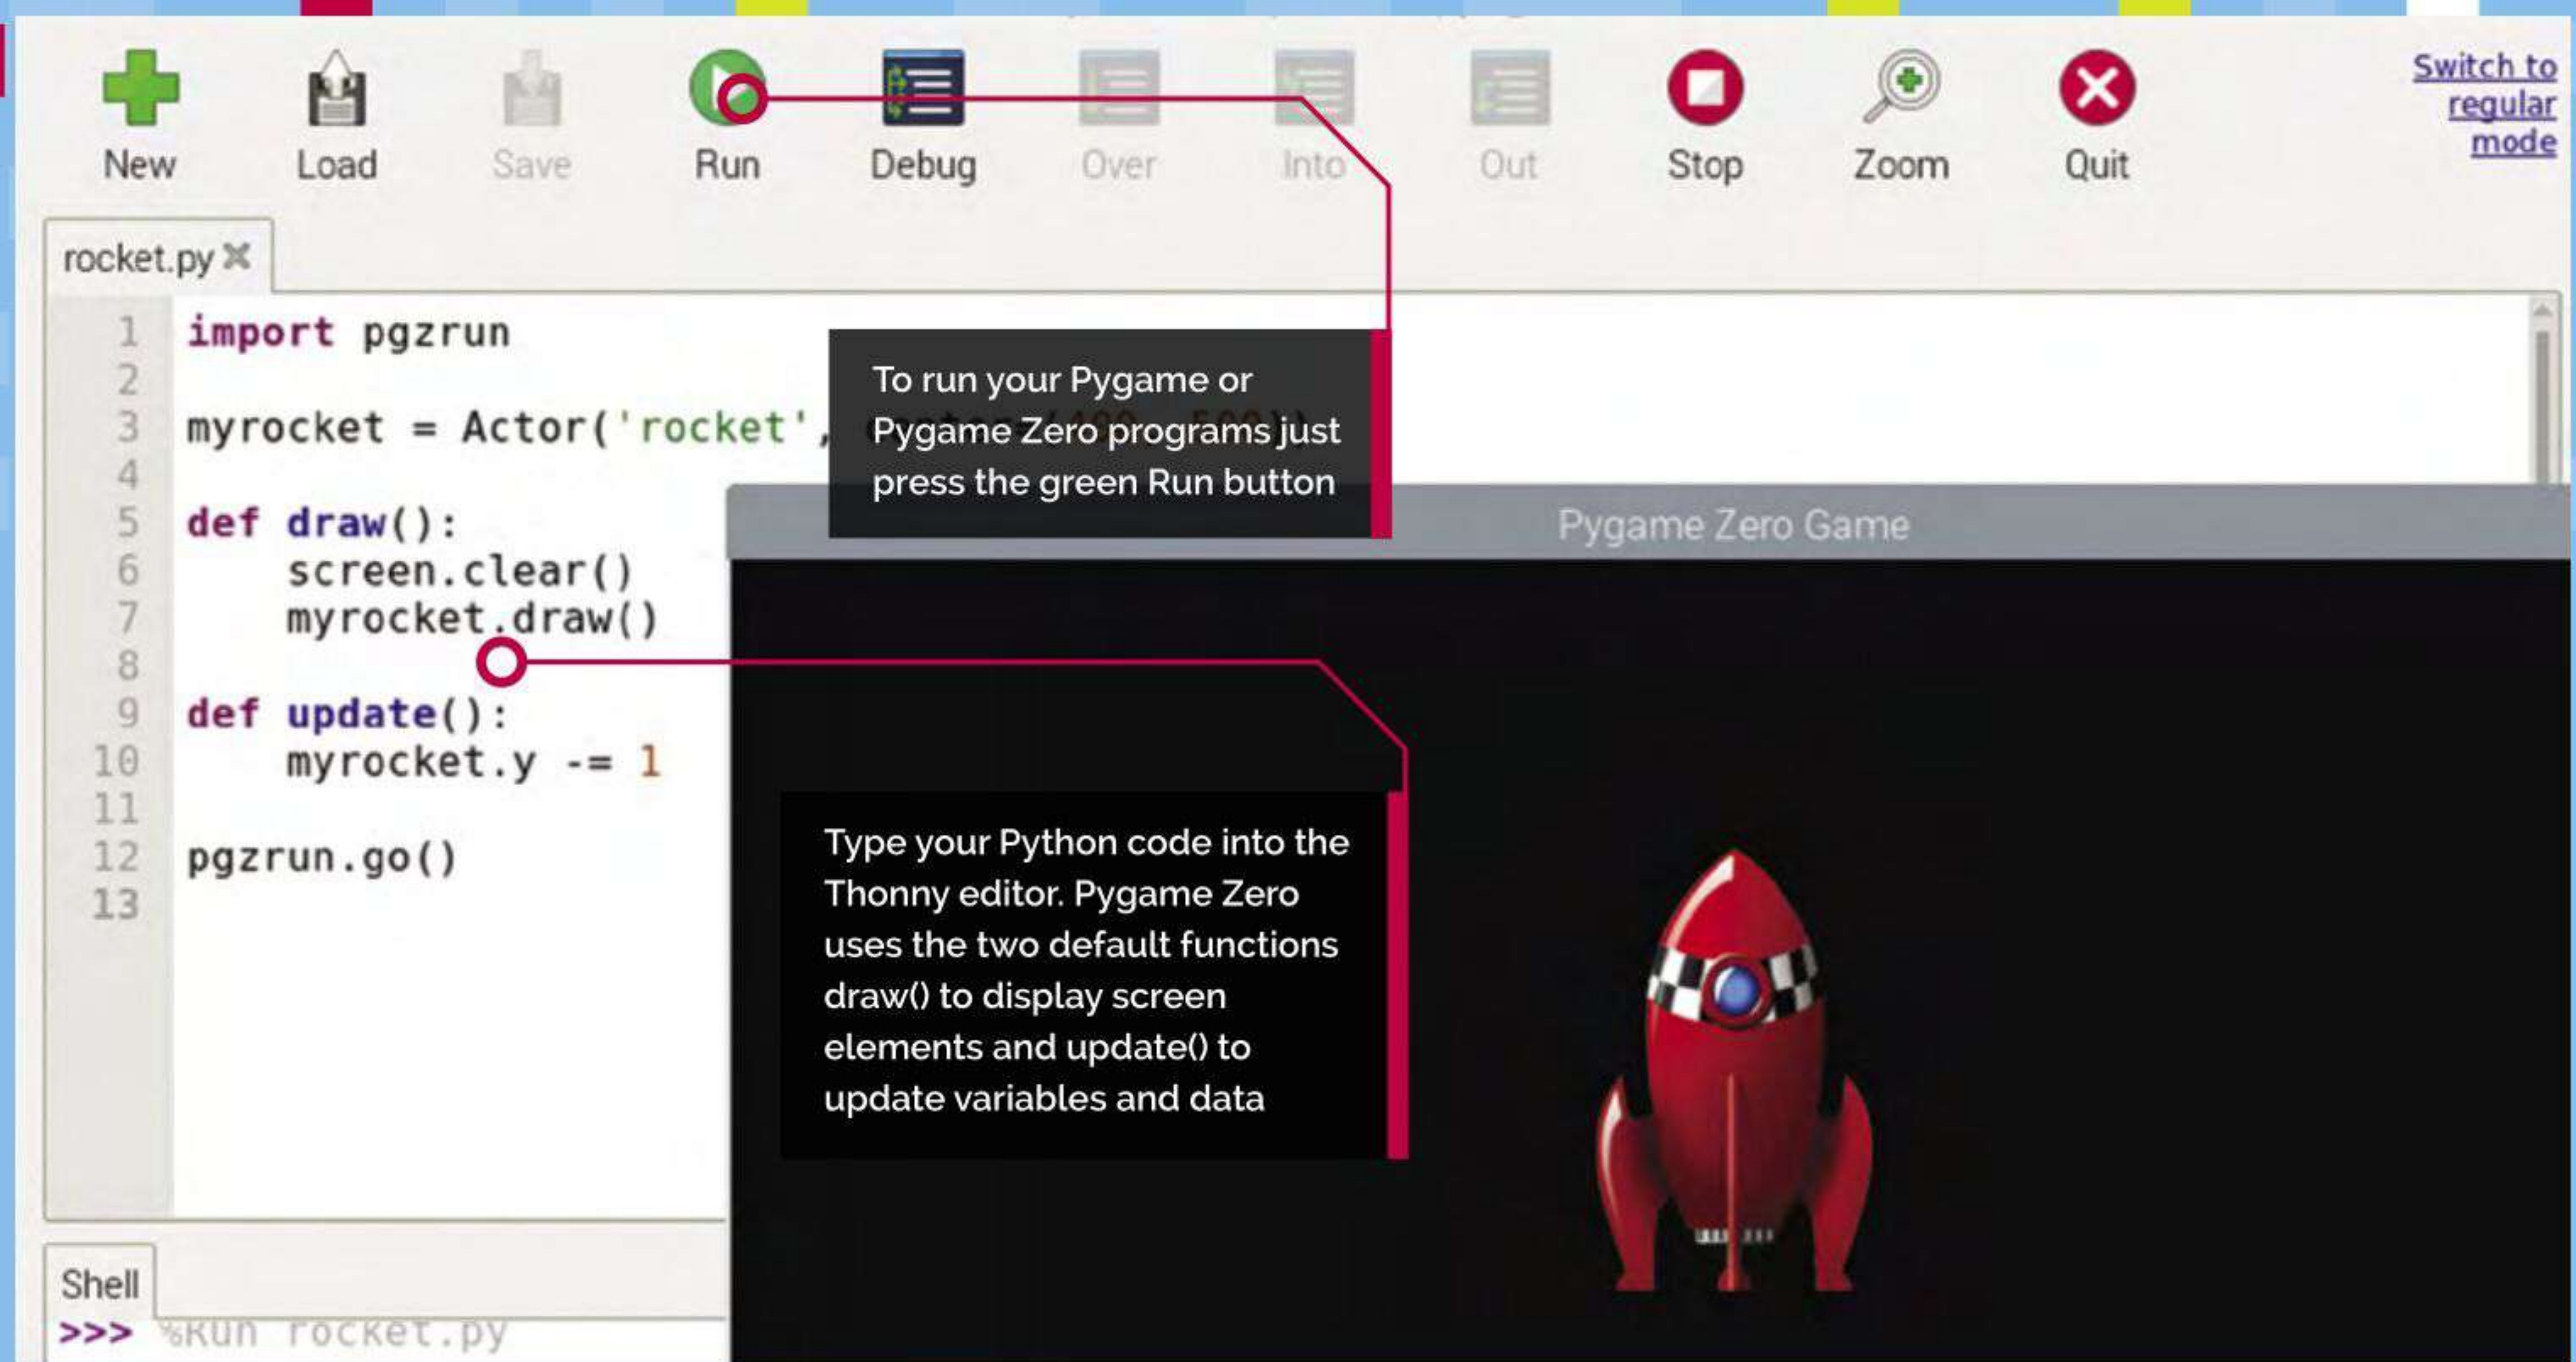 New Load Save Run Debug Over Into Out Stop Zoom Quit
Switch to
regular
mode
rocket.py
1 import pgzrun
2
3 myrocket = Actor('rocket',
4
5 def draw():
6     screen.clear()
7     myrocket.draw()
8
9 def update():
10     myrocket.y -= 1
11
12 pgzrun.go()
13
To run your Pygame or
Pygame Zero programs just
press the green Run button
Pygame Zero Game
Type your Python code into the
Thonny editor. Pygame Zero
uses the two default functions
draw() to display screen
elements and update() to
update variables and data
Shell
>>> %Run rocket.py